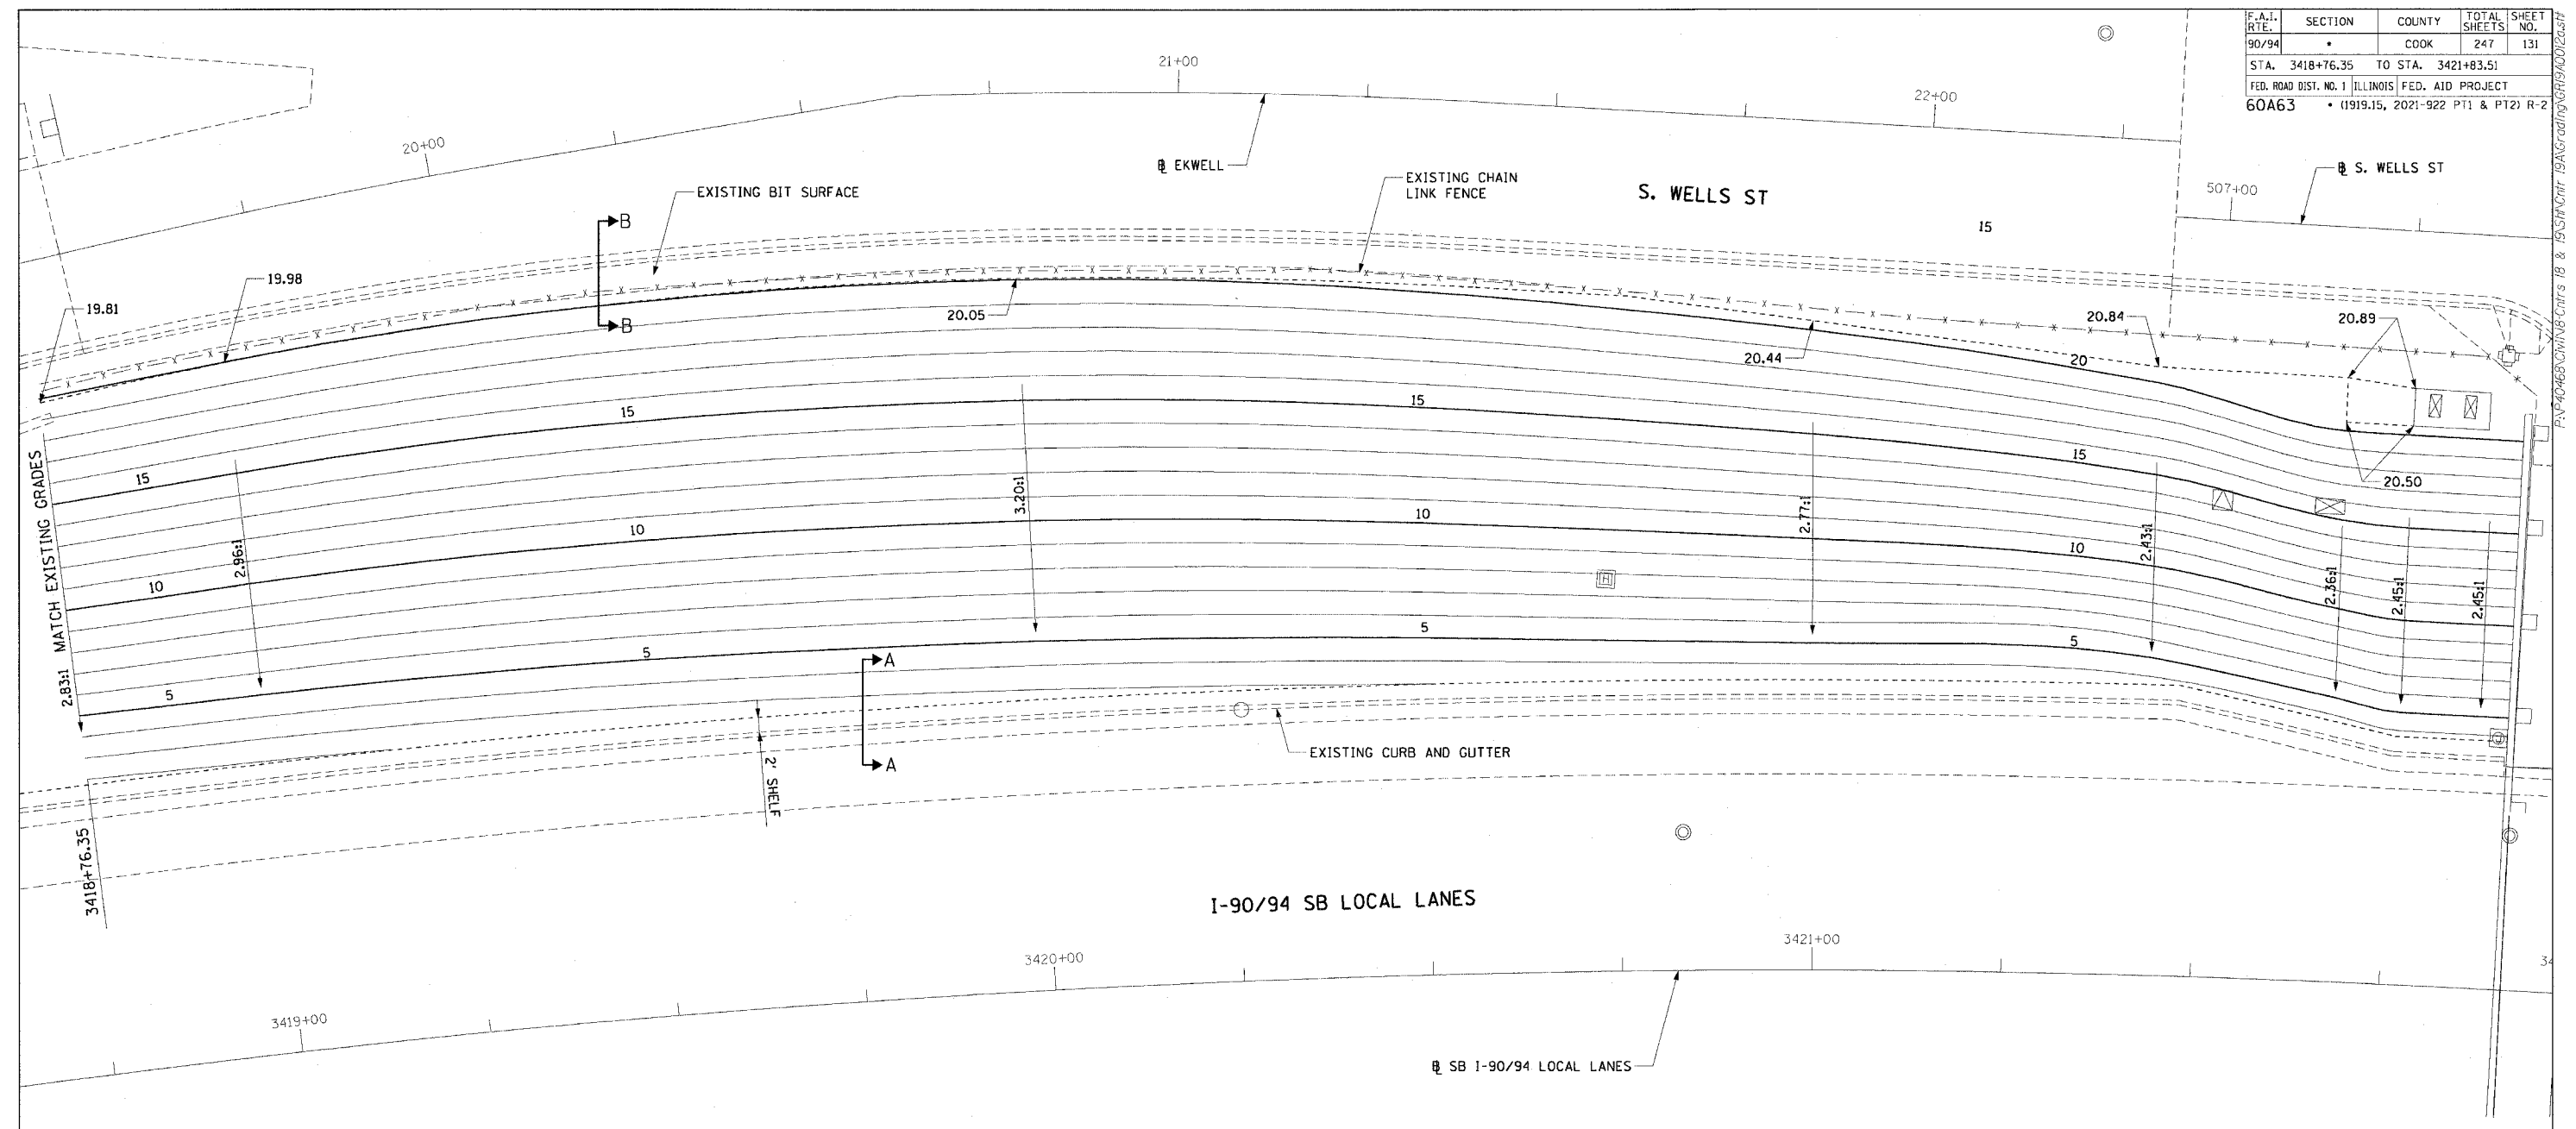 F.A.I. RTE. SECTION COUNTY TOTAL SHEETS SHEET NO.
90/94 • COOK 247 131
STA. 3418+76.35 TO STA. 3421+83.51
FED. ROAD DIST. NO. 1 ILLINOIS FED. AID PROJECT
60A63 • (1919.15, 2021-922 PT1 & PT2) R-2
21+00
22+00
20+00
℄ EKWELL
EXISTING BIT SURFACE
EXISTING CHAIN
LINK FENCE
S. WELLS ST
℄ S. WELLS ST
507+00
15
B
B
19.98
19.81
20.05
20.44
20.84
20
20.89
20.50
15
15
15
15
10
10
10
10
5
5
5
5
2.83:1 MATCH EXISTING GRADES
2.96:1
3.20:1
2.77:1
2.43:1
2.36:1
2.45:1
2.45:1
H
A
A
2' SHELF
EXISTING CURB AND GUTTER
3418+76.35
I-90/94 SB LOCAL LANES
3419+00
3420+00
3421+00
34
℄ SB I-90/94 LOCAL LANES